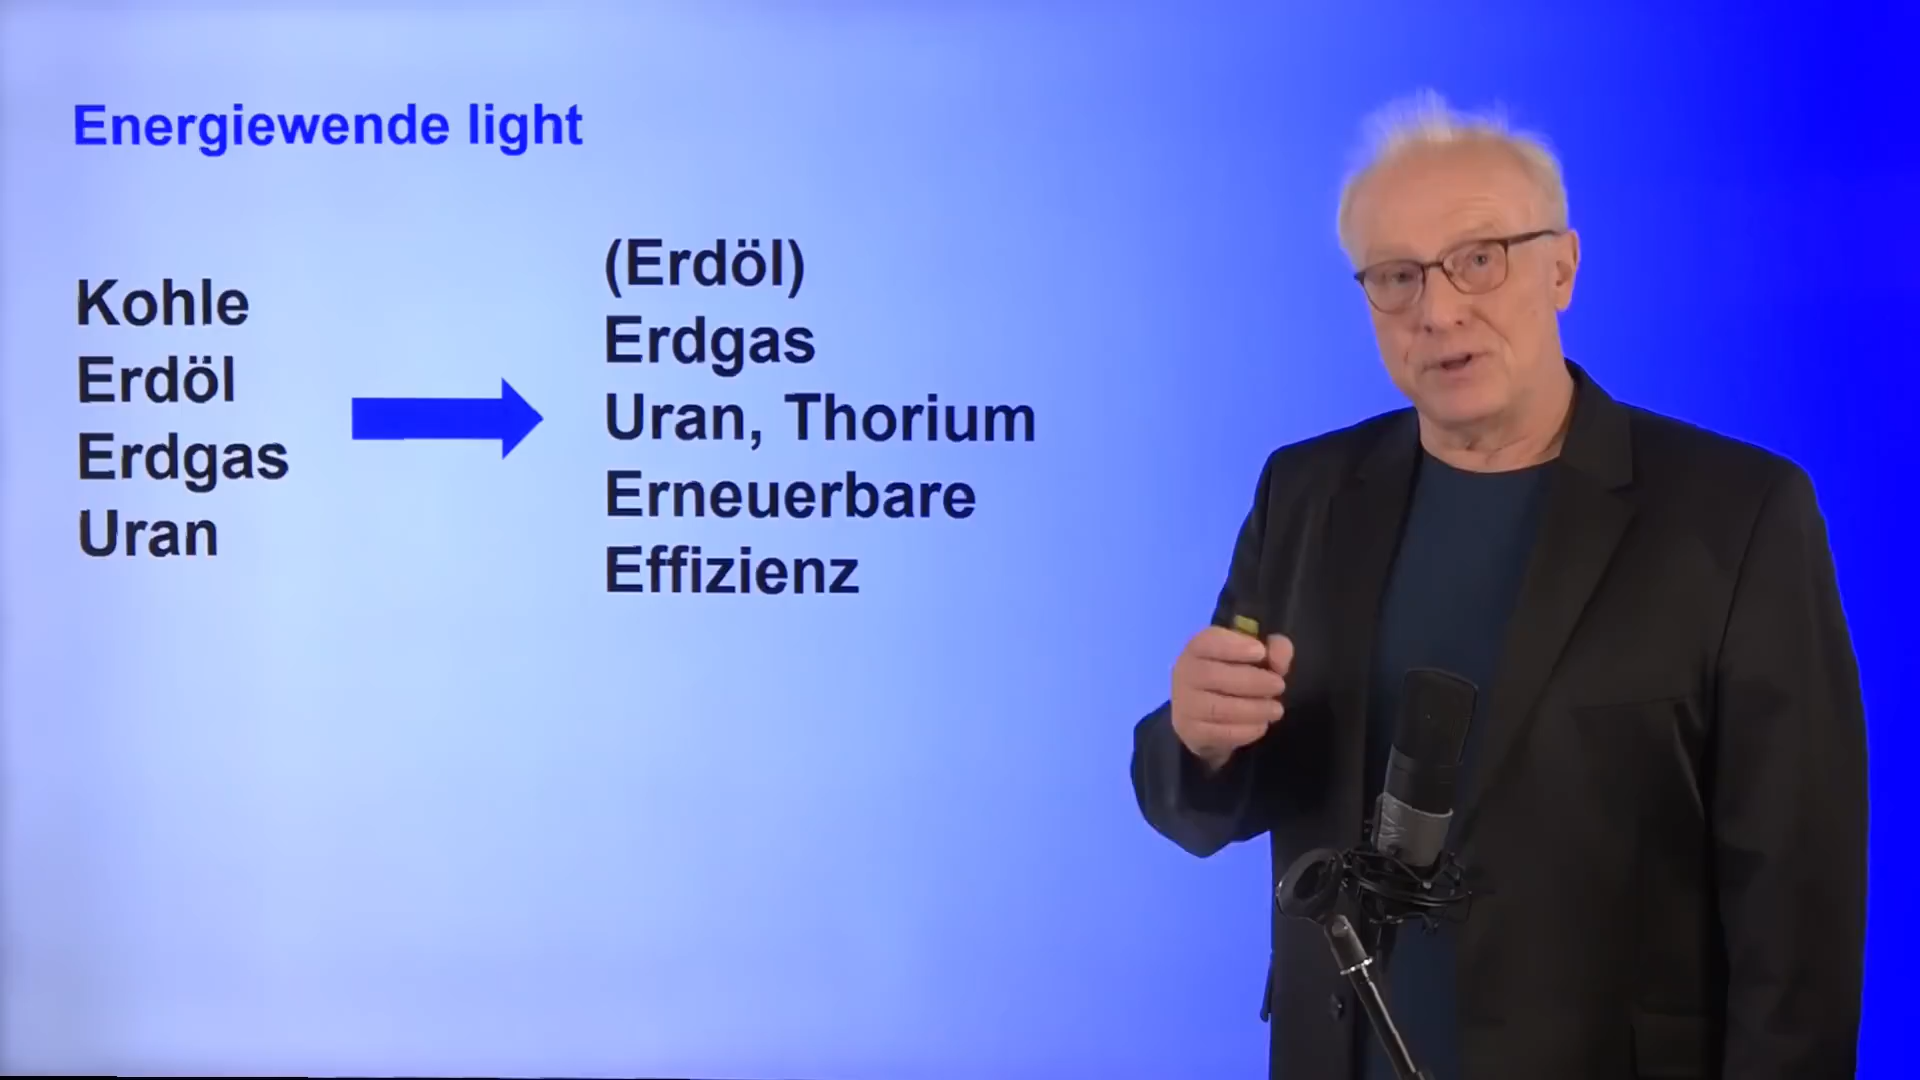 Energiewende light
Kohle
Erdöl
Erdgas
Uran
(Erdöl)
Erdgas
Uran, Thorium
Erneuerbare
Effizienz